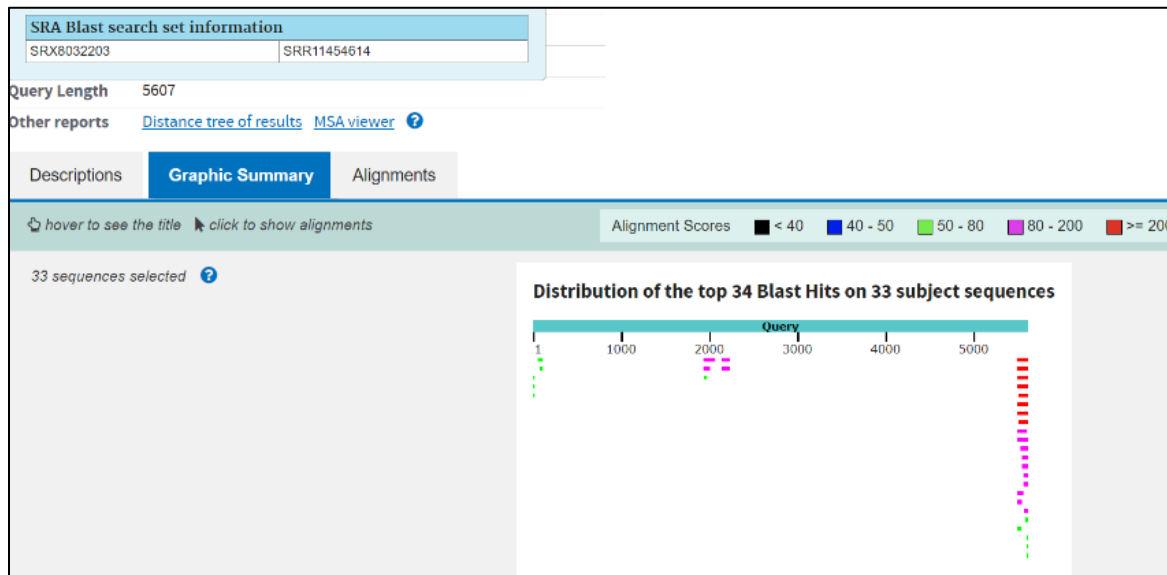 SRA Blast search set information
SRX8032203 SRR11454614
Query Length 5607
Other reports Distance tree of results MSA viewer ?
Descriptions Graphic Summary Alignments
hover to see the title click to show alignments Alignment Scores < 40 40 - 50 50 - 80 80 - 200 >= 200
33 sequences selected ?
Distribution of the top 34 Blast Hits on 33 subject sequences
Query
1 1000 2000 3000 4000 5000